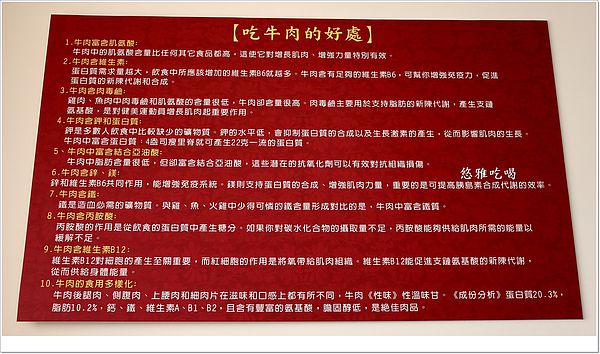 【吃牛肉的好處】
1.牛肉富含肌氨酸:
牛肉中的肌氨酸含量比任何其它食品都高，這使它對增長肌肉、增強力量特別有效。
2.牛肉含維生素:
蛋白質需求量越大，飲食中所應該增加的維生素B6就越多。牛肉含有足夠的維生素B6，可幫你增強免疫力，促進
蛋白質的新陳代謝和合成。
3.牛肉含肉毒鹼:
雞肉、魚肉中肉毒鹼和肌氨酸的含量很低，牛肉卻含量很高。肉毒鹼主要用於支持脂肪的新陳代謝，產生支鏈
氨基酸，是對健美運動員增長肌肉起重要作用。
4.牛肉含鉀和蛋白質:
鉀是多數人飲食中比較缺少的礦物質。鉀的水平低，會抑制蛋白質的合成以及生長激素的產生，從而影響肌肉的生長。
牛肉中富含蛋白質：4盎司瘦里脊就可產生22克一流的蛋白質。
5、牛肉中富含結合亞油酸:
牛肉中脂肪含量很低，但卻富含結合亞油酸，這些潛在的抗氧化劑可以有效對抗組織損傷。
6.牛肉含鋅、鎂:
鋅和維生素B6共同作用，能增強免疫系統。鎂則支持蛋白質的合成、增強肌肉力量，重要的是可提高胰島素合成代謝的效率。
7.牛肉含鐵:
鐵是造血必需的礦物質。與雞、魚、火雞中少得可憐的鐵含量形成對比的是，牛肉中富含鐵質。
8.牛肉含丙胺酸:
丙胺酸的作用是從飲食的蛋白質中產生糖分。如果你對碳水化合物的攝取量不足，丙胺酸能夠供給肌肉所需的能量以
緩解不足。
9.牛肉含維生素B12:
維生素B12對細胞的產生至關重要，而紅細胞的作用是將氧帶給肌肉組織。維生素B12能促進支鏈氨基酸的新陳代謝，
從而供給身體能量。
10.牛肉的食用多樣化:
牛肉後腿肉、側腹肉、上腰肉和細肉片在滋味和口感上都有所不同，牛肉《性味》性溫味甘。《成份分析》蛋白質20.3%，
脂肪10.2%，鈣、鐵、維生素A、B1、B2，且含有豐富的氨基酸，膽固醇低，是絶佳肉品。
悠雅吃喝